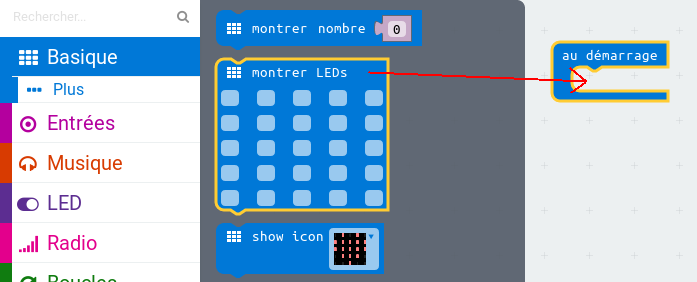 Rechercher...
Basique
Plus
Entrées
Musique
LED
Radio
Boucles
montrer nombre 0
montrer LEDs
show icon
au démarrage